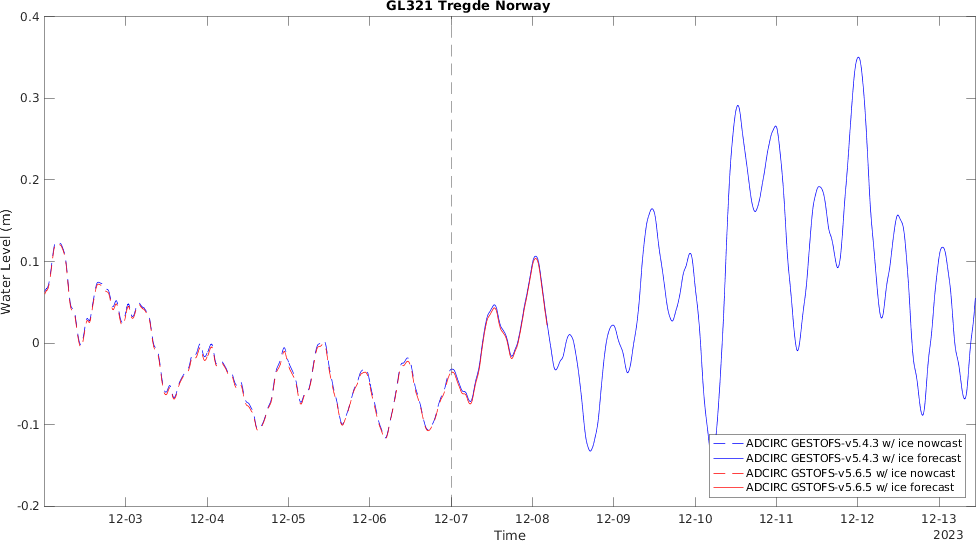 GL321 Tregde Norway
0.4
0.3
0.2
0.1
0
-0.1
-0.2
Water Level (m)
12-03 12-04 12-05 12-06 12-07 12-08 12-09 12-10 12-11 12-12 12-13
Time
2023
ADCIRC GESTOFS-v5.4.3 w/ ice nowcast
ADCIRC GESTOFS-v5.4.3 w/ ice forecast
ADCIRC GSTOFS-v5.6.5 w/ ice nowcast
ADCIRC GSTOFS-v5.6.5 w/ ice forecast